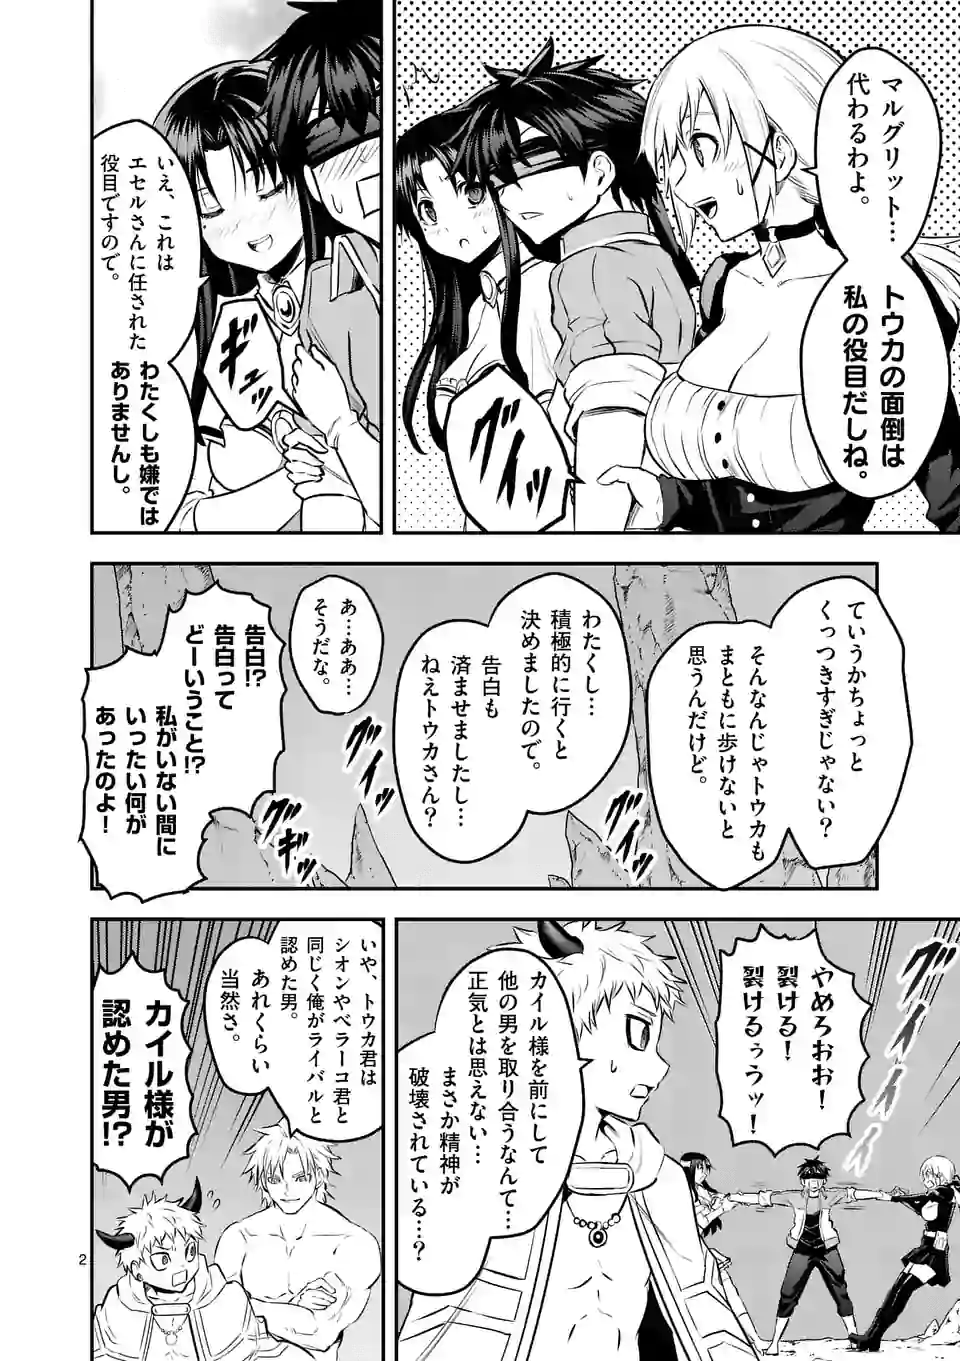 マルグリット…
代わるわよ。
トウカの面倒は
私の役目だしね。
グイッ
いえ、これは
エセルさんに任された
役目ですので。
わたくしも嫌では
ありませんし。
ギュッ
ていうかちょっと
くっつきすぎじゃない？
そんなんじゃトウカも
まともに歩けないと
思うんだけど。
わたくし…
積極的に行くと
決めましたので。
告白も
済ませましたし…
ねえトウカさん？
グイッ
あ…ああ…
そうだな。
告白!?
告白って
どーいうこと!?
私がいない間に
いったい何が
あったのよ！
グギギ
やめろおお！
裂ける！
裂けるぅうッ！
カイル様を前にして
他の男を取り合うなんて…
正気とは思えない…
まさか精神が
破壊されている…？
いや、トウカ君は
シオンやベラーコ君と
同じく俺がライバルと
認めた男。
あれくらい
当然さ。
カイル様が
認めた男!?
2